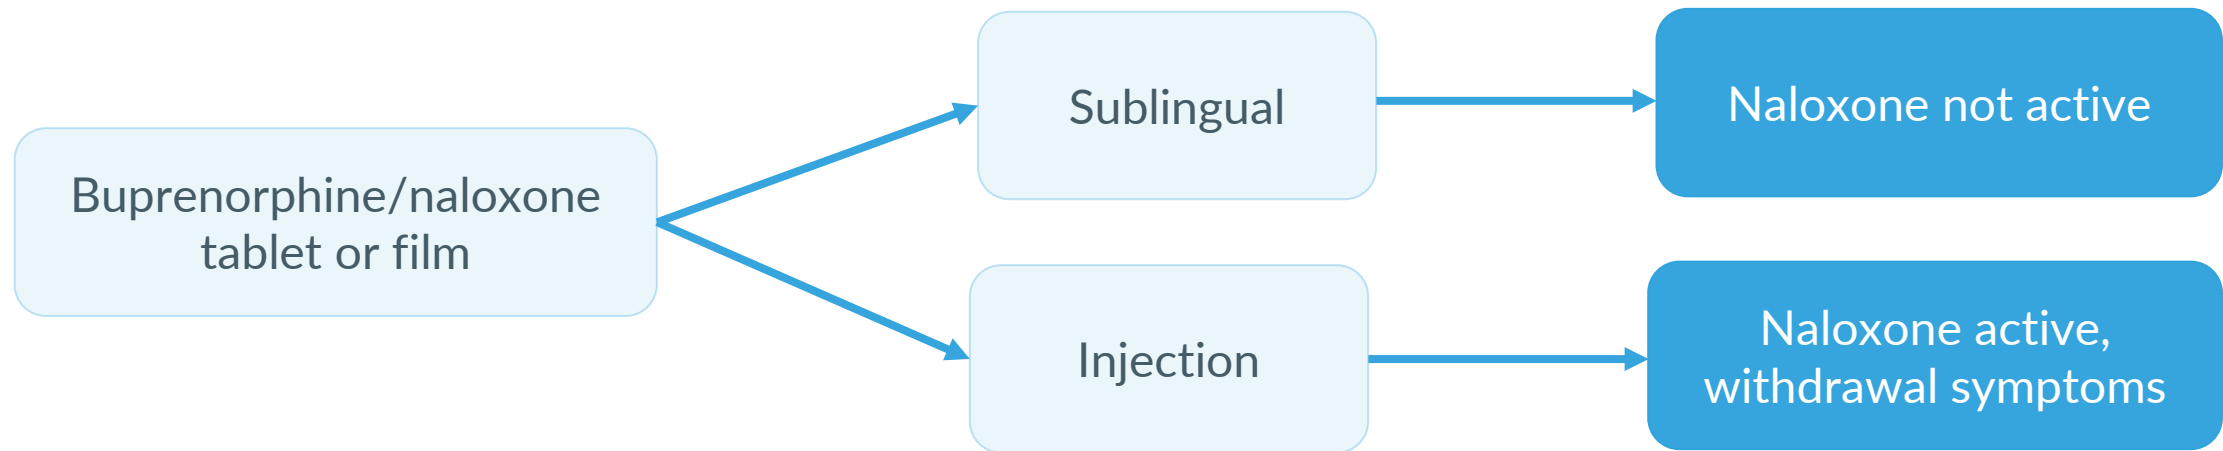 Buprenorphine/naloxone
tablet or film
Sublingual
Naloxone not active
Injection
Naloxone active,
withdrawal symptoms